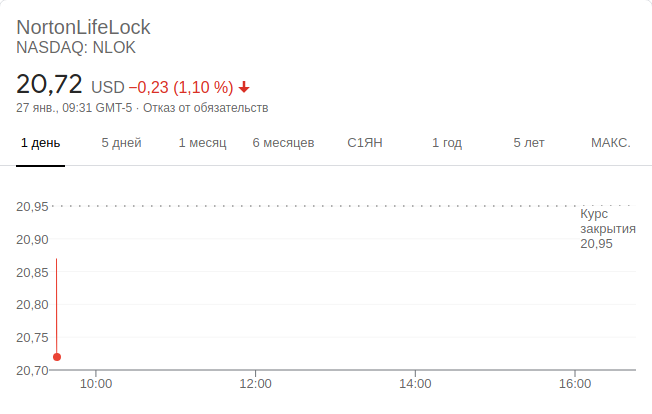 NortonLifeLock
NASDAQ: NLOK
20,72 USD −0,23 (1,10 %)
27 янв., 09:31 GMT-5 · Отказ от обязательств
1 день 5 дней 1 месяц 6 месяцев С1ЯН 1 год 5 лет МАКС.
20,95
Курс
закрытия
20,95
20,90
20,85
20,80
20,75
20,70
10:00 12:00 14:00 16:00